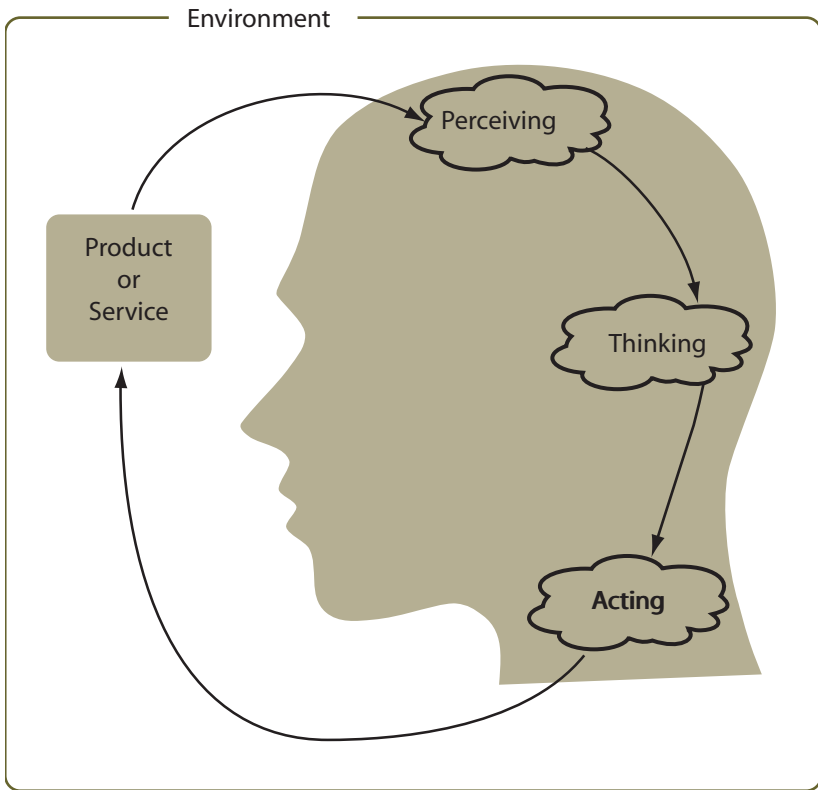 Environment
Perceiving
Product
or
Service
Thinking
Acting